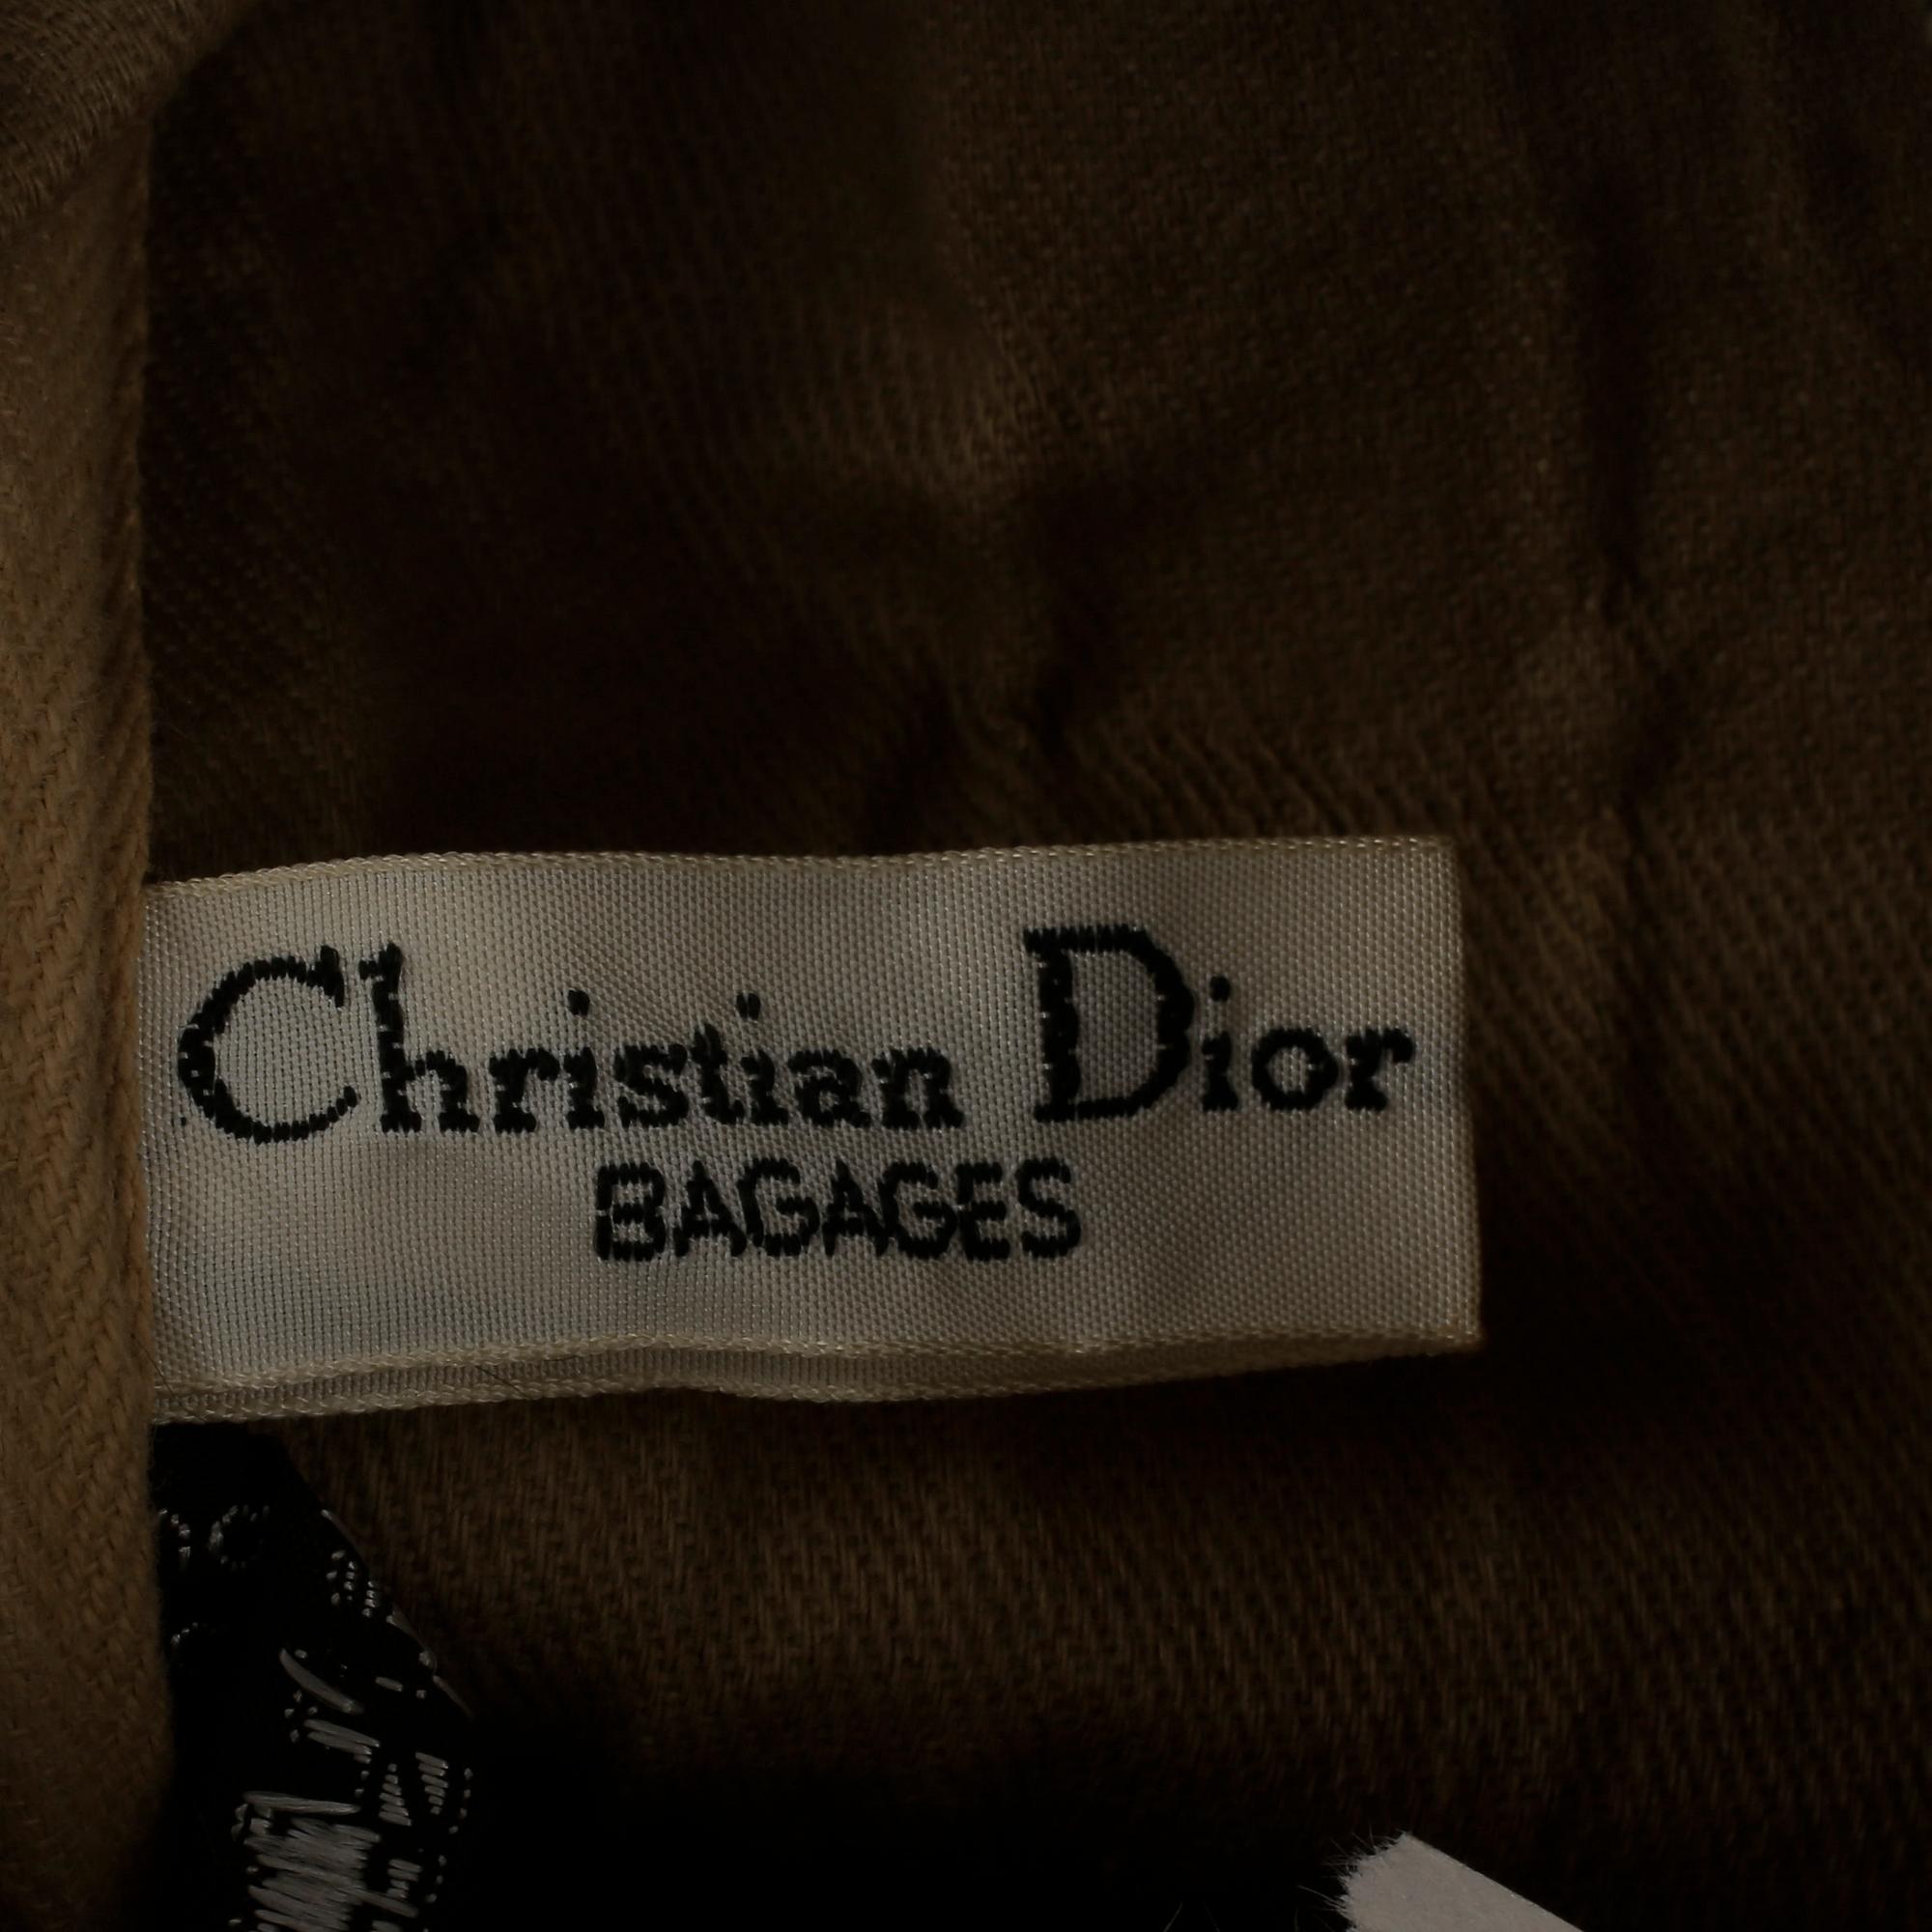 Christian Dior
BAGAGES